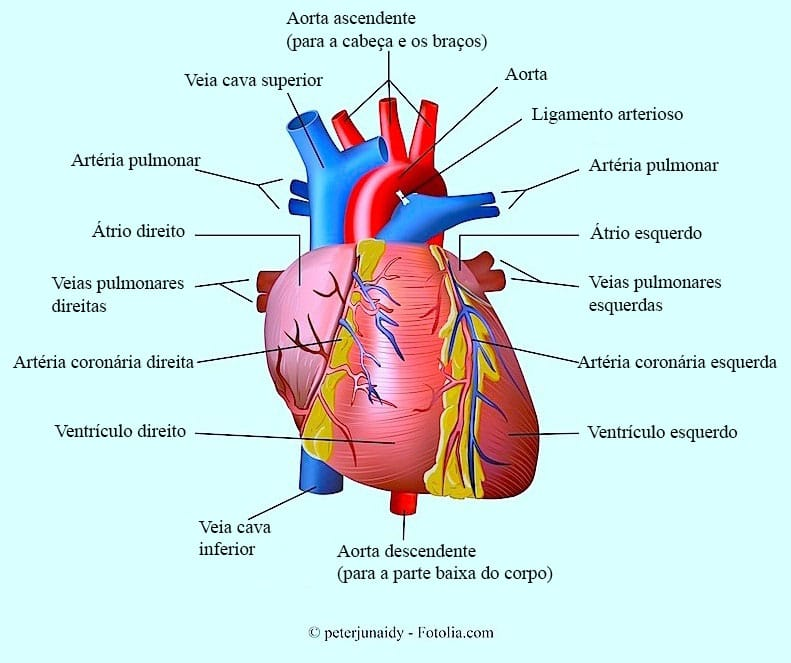 Aorta ascendente
(para a cabeça e os braços)
Veia cava superior
Aorta
Ligamento arterioso
Artéria pulmonar
Artéria pulmonar
Átrio direito
Átrio esquerdo
Veias pulmonares
direitas
Veias pulmonares
esquerdas
Artéria coronária direita
Artéria coronária esquerda
Ventrículo direito
Ventrículo esquerdo
Veia cava
inferior
Aorta descendente
(para a parte baixa do corpo)
© peterjunaidy - Fotolia.com